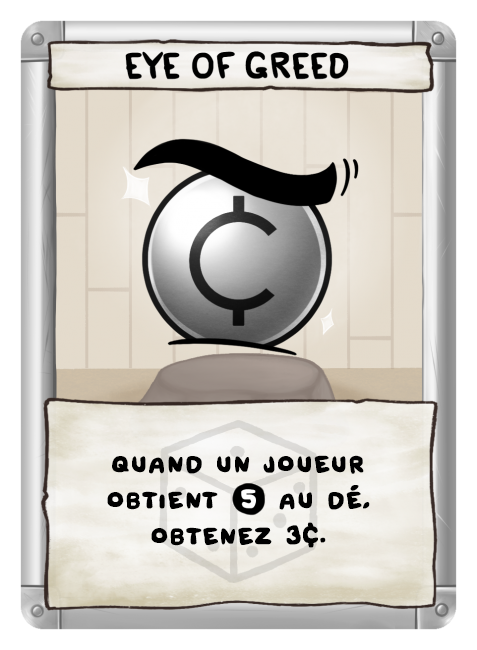 EYE OF GREED
¢
QUAND UN JOUEUR
OBTIENT 5 AU DÉ,
OBTENEZ 3¢.